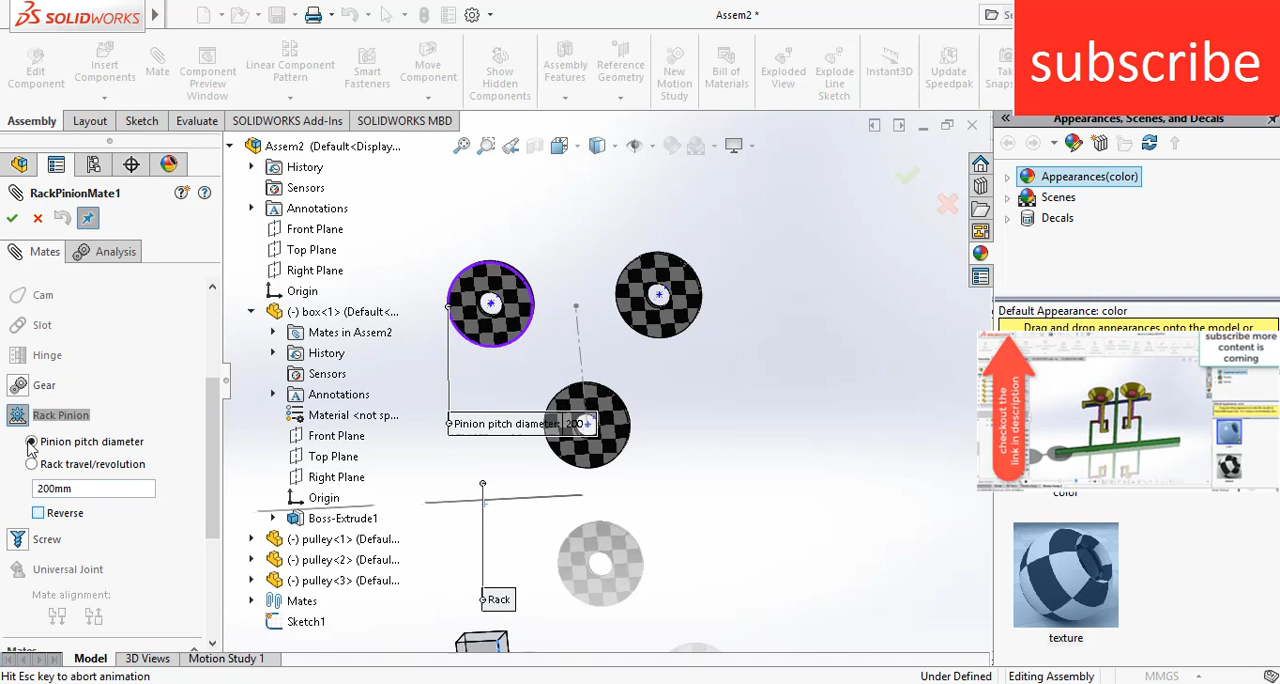 SOLIDWORKS
Assem2 *
subscribe
Edit Component
Insert Components
Mate
Component Preview Window
Linear Component Pattern
Smart Fasteners
Move Component
Show Hidden Components
Assembly Features
Reference Geometry
New Motion Study
Bill of Materials
Exploded View
Explode Line Sketch
Instant3D
Update Speedpak
Assembly
Layout
Sketch
Evaluate
SOLIDWORKS Add-Ins
SOLIDWORKS MBD
Appearances, Scenes, and Decals
Assem2 (Default<Display...
History
Sensors
Annotations
Front Plane
Top Plane
Right Plane
Origin
(-) box<1> (Default<...
Mates in Assem2
History
Sensors
Annotations
Material <not sp...
Front Plane
Top Plane
Right Plane
Origin
Boss-Extrude1
(-) pulley<1> (Defaul...
(-) pulley<2> (Defaul...
(-) pulley<3> (Defaul...
Mates
Sketch1
RackPinionMate1
Mates
Analysis
Cam
Slot
Hinge
Gear
Rack Pinion
Pinion pitch diameter
Rack travel/revolution
200mm
Reverse
Screw
Universal Joint
Mate alignment:
Pinion pitch diameter: 200
Rack
Appearances(color)
Scenes
Decals
Default Appearance: color
Drag and drop appearances onto the model or
subscribe more
content is
coming
checkout the
link in description
color
texture
Model
3D Views
Motion Study 1
Hit Esc key to abort animation
Under Defined
Editing Assembly
MMGS